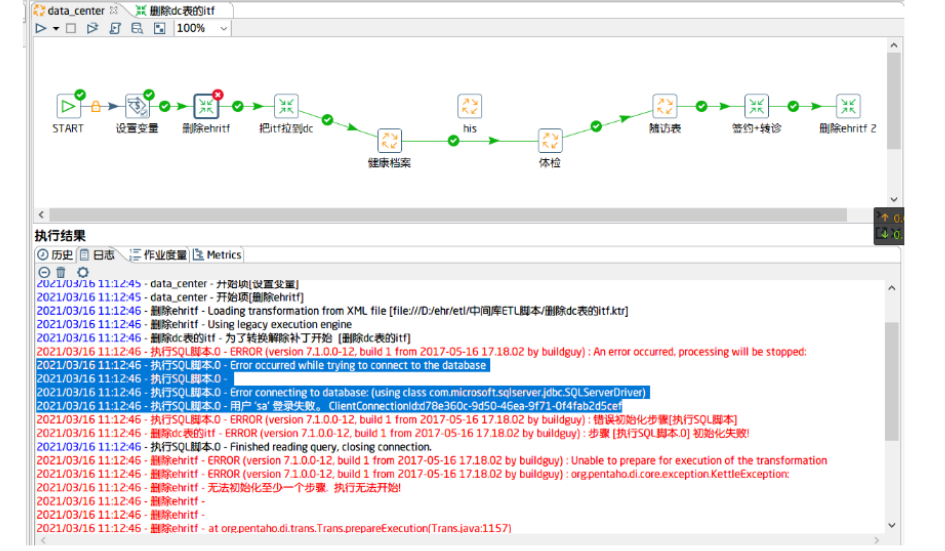 data_center
删除dc表的itf
100%
START
设置变量
删除ehritf
把itf拉到dc
健康档案
his
体检
随访表
签约+转诊
删除ehritf 2
执行结果
历史 日志 作业度量 Metrics
2021/03/16 11:12:45 - data_center - 开始项[设置变量]
2021/03/16 11:12:45 - data_center - 开始项[删除ehritf]
2021/03/16 11:12:46 - 删除ehritf - Loading transformation from XML file [file:///D:/ehr/etl/中间库ETL脚本/删除dc表的itf.ktr]
2021/03/16 11:12:46 - 删除ehritf - Using legacy execution engine
2021/03/16 11:12:46 - 删除dc表的itf - 为了转换解除补丁开始 [删除dc表的itf]
2021/03/16 11:12:46 - 执行SQL脚本.0 - ERROR (version 7.1.0.0-12, build 1 from 2017-05-16 17.18.02 by buildguy) : An error occurred, processing will be stopped:
2021/03/16 11:12:46 - 执行SQL脚本.0 - Error occurred while trying to connect to the database
2021/03/16 11:12:46 - 执行SQL脚本.0 -
2021/03/16 11:12:46 - 执行SQL脚本.0 - Error connecting to database: (using class com.microsoft.sqlserver.jdbc.SQLServerDriver)
2021/03/16 11:12:46 - 执行SQL脚本.0 - 用户 'sa' 登录失败。 ClientConnectionId:d78e360c-9d50-46ea-9f71-0f4fab2d5cef
2021/03/16 11:12:46 - 执行SQL脚本.0 - ERROR (version 7.1.0.0-12, build 1 from 2017-05-16 17.18.02 by buildguy) : 错误初始化步骤[执行SQL脚本]
2021/03/16 11:12:46 - 删除dc表的itf - ERROR (version 7.1.0.0-12, build 1 from 2017-05-16 17.18.02 by buildguy) : 步骤 [执行SQL脚本.0] 初始化失败!
2021/03/16 11:12:46 - 执行SQL脚本.0 - Finished reading query, closing connection.
2021/03/16 11:12:46 - 删除ehritf - ERROR (version 7.1.0.0-12, build 1 from 2017-05-16 17.18.02 by buildguy) : Unable to prepare for execution of the transformation
2021/03/16 11:12:46 - 删除ehritf - ERROR (version 7.1.0.0-12, build 1 from 2017-05-16 17.18.02 by buildguy) : org.pentaho.di.core.exception.KettleException:
2021/03/16 11:12:46 - 删除ehritf - 无法初始化至少一个步骤. 执行无法开始!
2021/03/16 11:12:46 - 删除ehritf -
2021/03/16 11:12:46 - 删除ehritf -
2021/03/16 11:12:46 - 删除ehritf - at org.pentaho.di.trans.Trans.prepareExecution(Trans.java:1157)